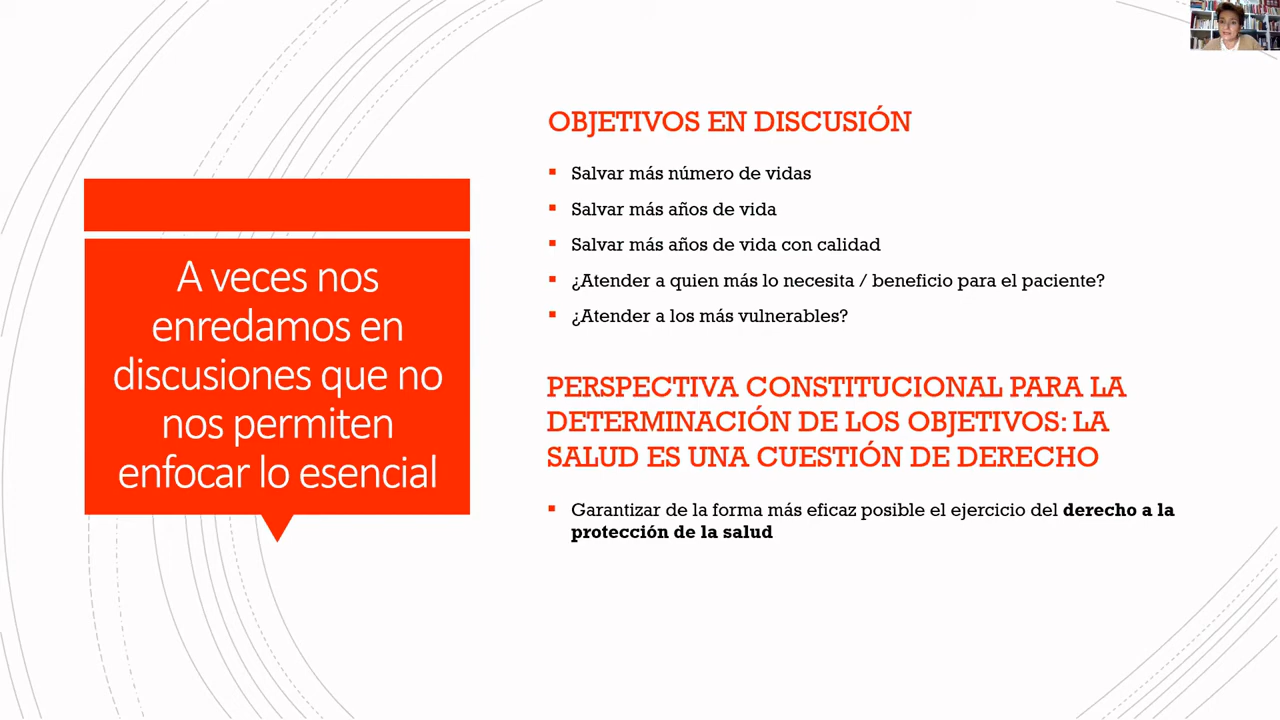 A veces nos
enredamos en
discusiones que no
nos permiten
enfocar lo esencial
OBJETIVOS EN DISCUSIÓN
▪ Salvar más número de vidas
▪ Salvar más años de vida
▪ Salvar más años de vida con calidad
▪ ¿Atender a quien más lo necesita / beneficio para el paciente?
▪ ¿Atender a los más vulnerables?
PERSPECTIVA CONSTITUCIONAL PARA LA
DETERMINACIÓN DE LOS OBJETIVOS: LA
SALUD ES UNA CUESTIÓN DE DERECHO
▪ Garantizar de la forma más eficaz posible el ejercicio del derecho a la
protección de la salud